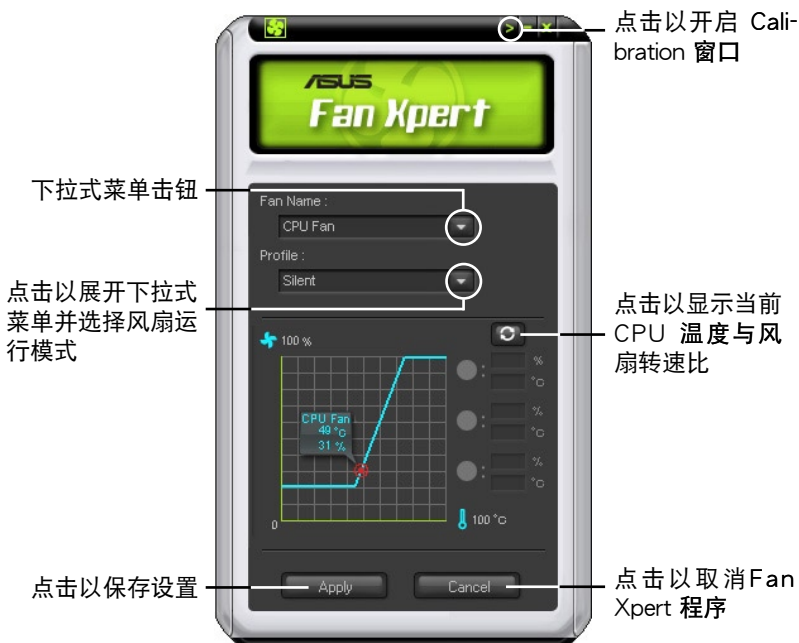 点击以开启 Cali-
bration 窗口
/SUS
Fan Xpert
下拉式菜单击钮
Fan Name :
CPU Fan
Profile :
Silent
点击以展开下拉式
菜单并选择风扇运
行模式
点击以显示当前
CPU 温度与风
扇转速比
100 %
%
°C
CPU Fan
49 °C
31 %
%
°C
%
°C
0
100 °C
点击以保存设置
Apply
Cancel
点击以取消Fan
Xpert 程序